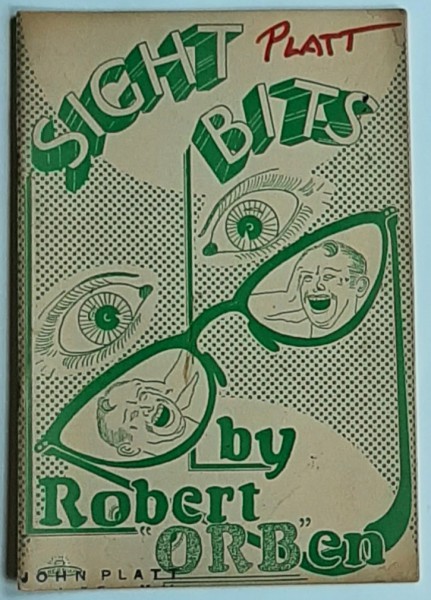 SIGHT
PLATT
BITS
by
Robert
"ORB"en
JOHN PLATT